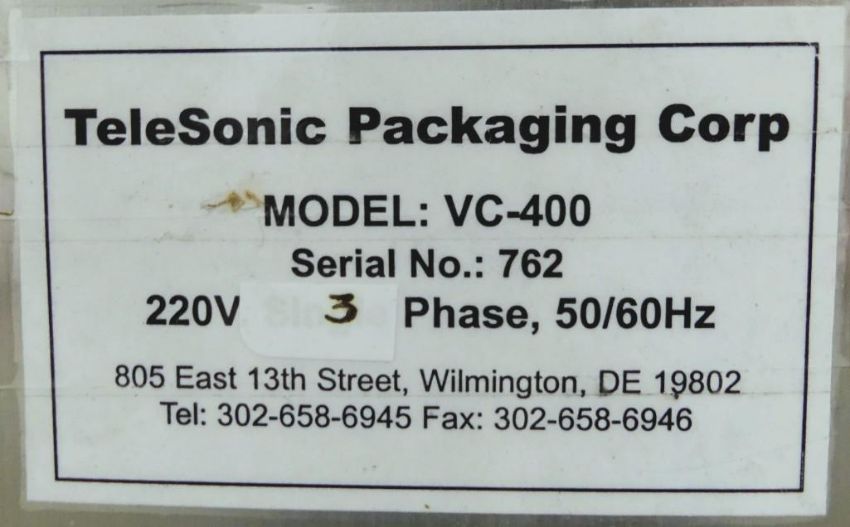 TeleSonic Packaging Corp
MODEL: VC-400
Serial No.: 762
220V 3 Phase, 50/60Hz
805 East 13th Street, Wilmington, DE 19802
Tel: 302-658-6945 Fax: 302-658-6946